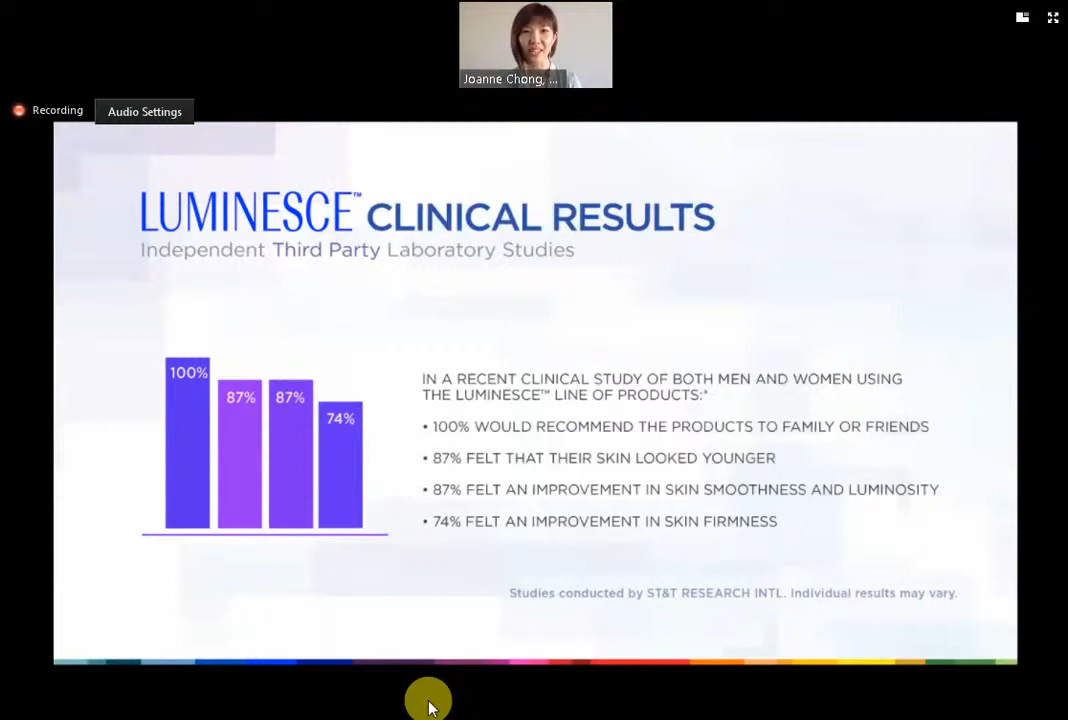 Joanne Chong, ...
Recording
Audio Settings
LUMINESCE™ CLINICAL RESULTS
Independent Third Party Laboratory Studies
100%
87%
87%
74%
IN A RECENT CLINICAL STUDY OF BOTH MEN AND WOMEN USING
THE LUMINESCE™ LINE OF PRODUCTS:*
• 100% WOULD RECOMMEND THE PRODUCTS TO FAMILY OR FRIENDS
• 87% FELT THAT THEIR SKIN LOOKED YOUNGER
• 87% FELT AN IMPROVEMENT IN SKIN SMOOTHNESS AND LUMINOSITY
• 74% FELT AN IMPROVEMENT IN SKIN FIRMNESS
Studies conducted by ST&T RESEARCH INTL. Individual results may vary.